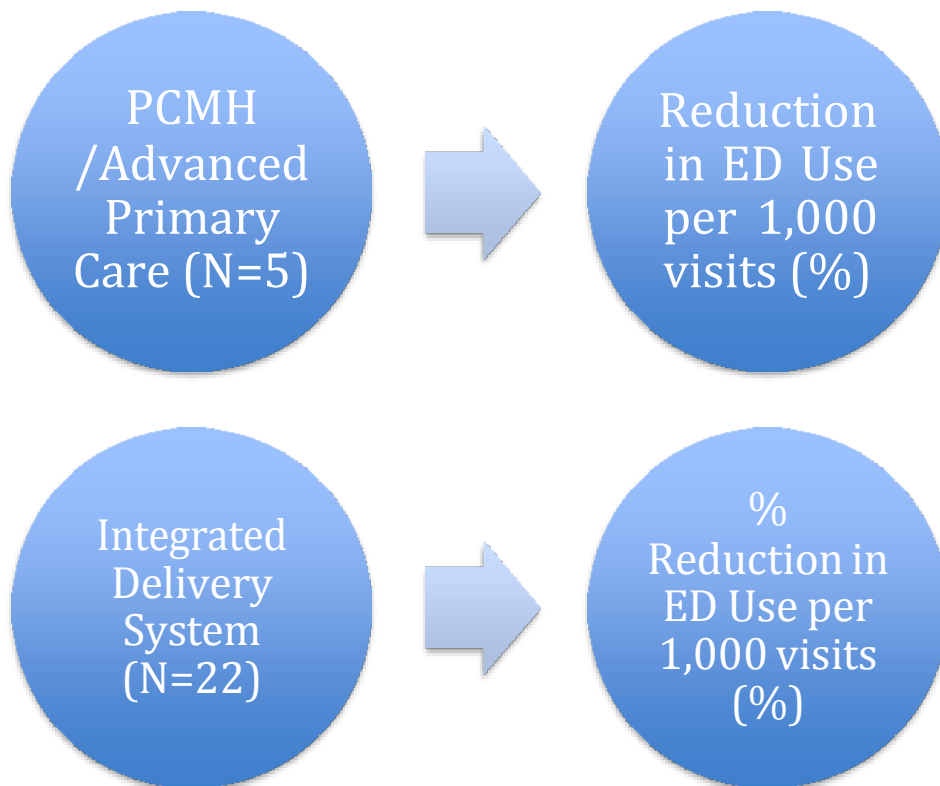 PCMH
/Advanced
Primary
Care (N=5)
Reduction
in ED Use
per 1,000
visits (%)
Integrated
Delivery
System
(N=22)
%
Reduction in
ED Use per
1,000 visits
(%)